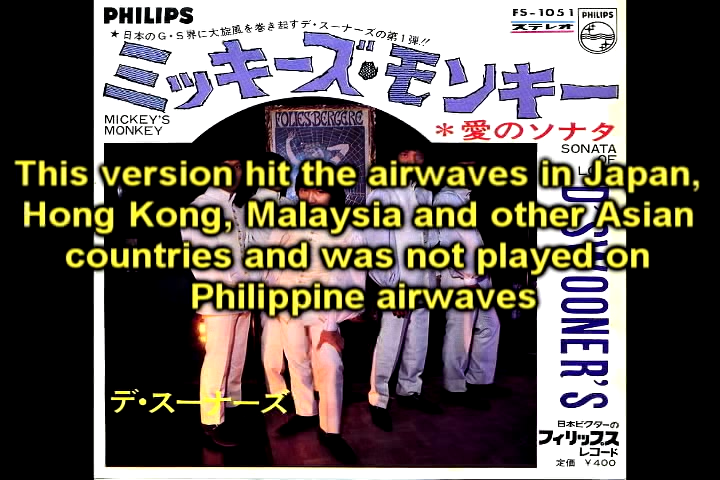 PHILIPS
FS-1051
ステレオ
PHILIPS
★日本のG・S界に大旋風を巻き起すデ・スーナーズの第1弾!!
ミッキーズ・モンキー
MICKEY'S
MONKEY
*愛のソナタ
SONATA
OF
FOLIES BERGERE
This version hit the airwaves in Japan,
Hong Kong, Malaysia and other Asian
countries and was not played on
Philippine airwaves
D'SWOONER'S
デ・スーナーズ
日本ビクターの
フィリップス
レコード
定価 ¥400